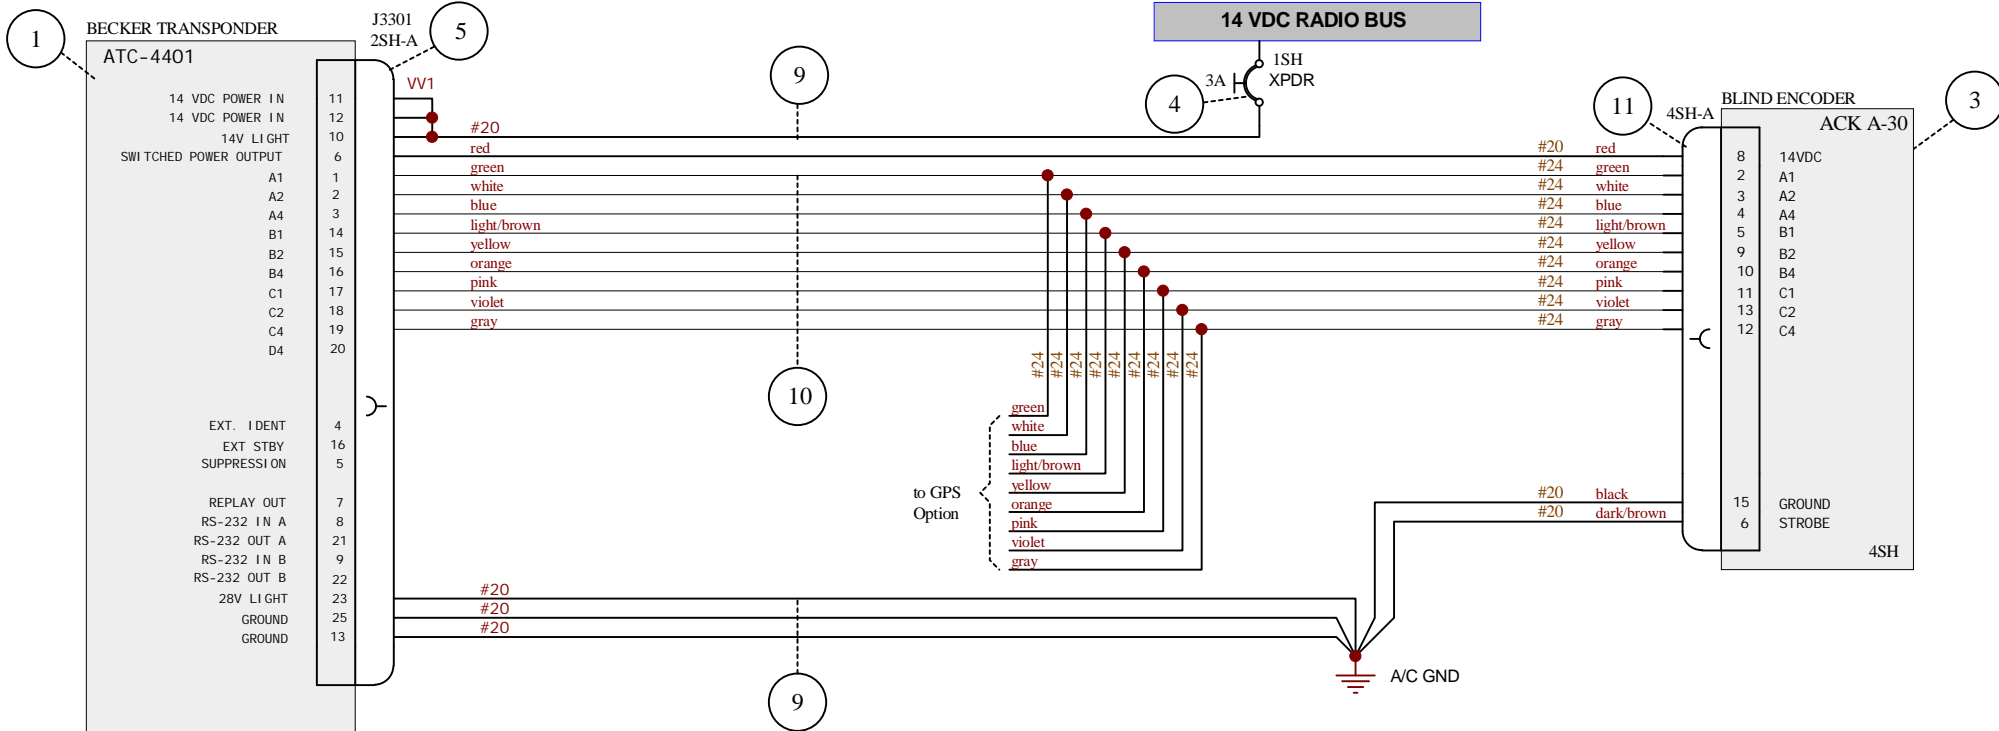 14 VDC RADIO BUS
1SH
3A XPDR
4
BECKER TRANSPONDER
1
ATC-4401
J3301
2SH-A
5
VV1
9
14 VDC POWER IN 11
14 VDC POWER IN 12
14V LIGHT 10 #20
SWITCHED POWER OUTPUT 6 red
A1 1 green
A2 2 white
A4 3 blue
B1 14 light/brown
B2 15 yellow
B4 16 orange
C1 17 pink
C2 18 violet
C4 19 gray
D4 20
10
EXT. IDENT 4
EXT STBY 16
SUPPRESSION 5
REPLAY OUT 7
RS-232 IN A 8
RS-232 OUT A 21
RS-232 IN B 9
RS-232 OUT B 22
28V LIGHT 23 #20
GROUND 25 #20
GROUND 13 #20
9
#24 #24 #24 #24 #24 #24 #24 #24 #24
green
white
blue
light/brown
yellow
orange
pink
violet
gray
to GPS
Option
A/C GND
BLIND ENCODER
3
11
4SH-A
ACK A-30
#20 red 8 14VDC
#24 green 2 A1
#24 white 3 A2
#24 blue 4 A4
#24 light/brown 5 B1
#24 yellow 9 B2
#24 orange 10 B4
#24 pink 11 C1
#24 violet 13 C2
#24 gray 12 C4
#20 black 15 GROUND
#20 dark/brown 6 STROBE
4SH